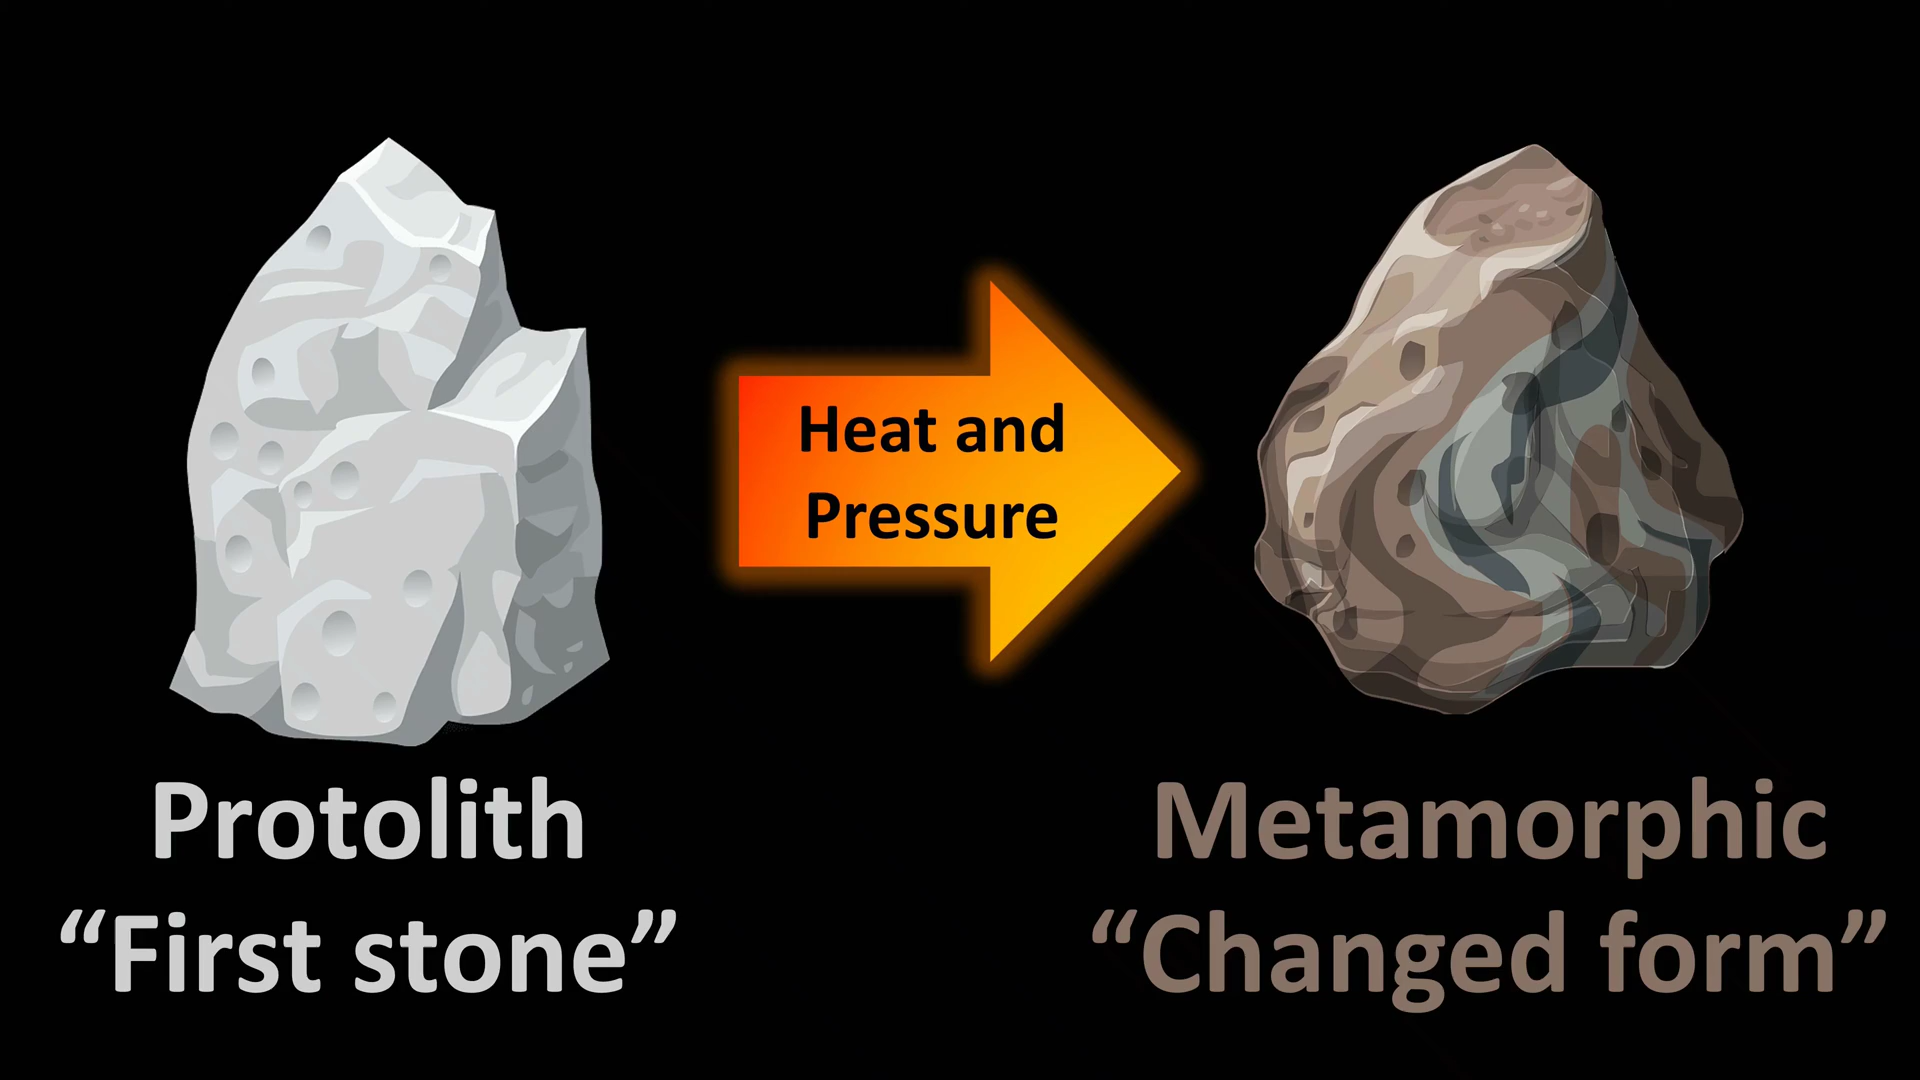 Heat and
Pressure
Protolith
“First stone”
Metamorphic
“Changed form”